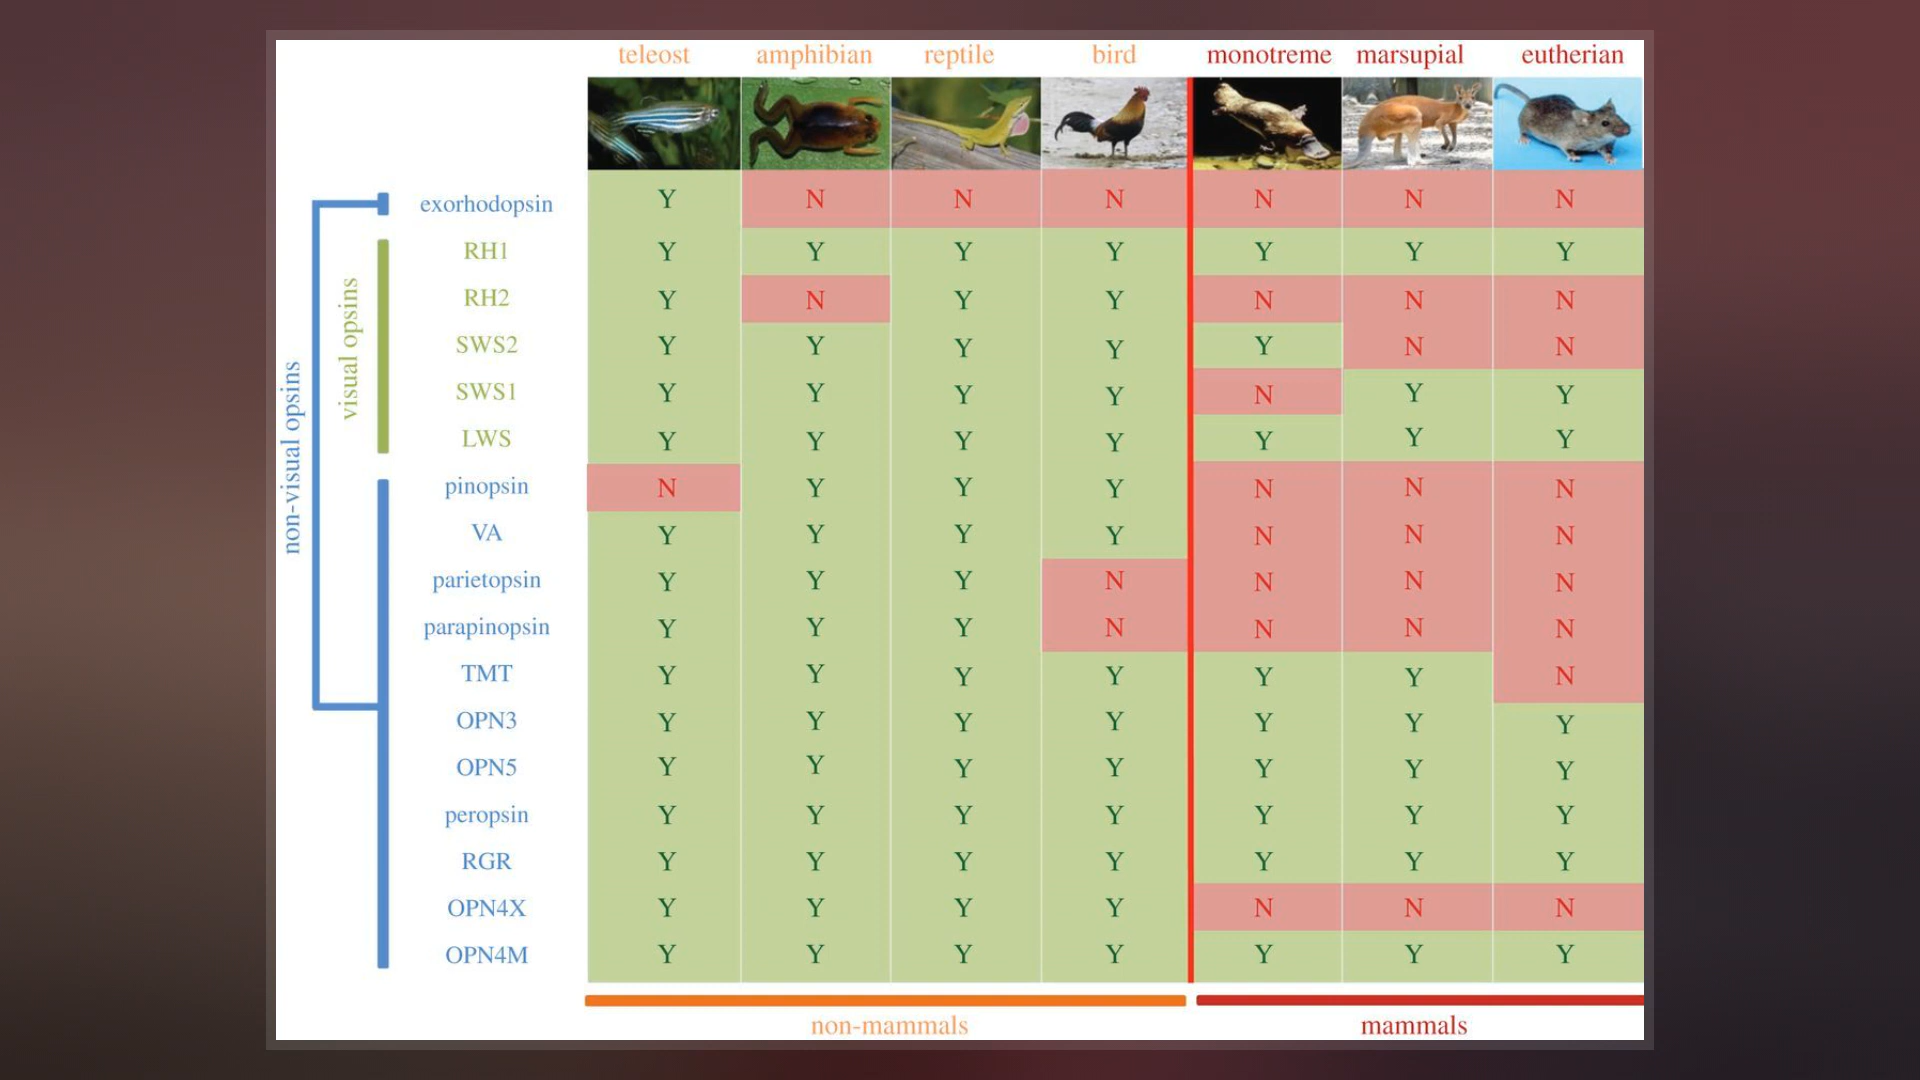 teleost amphibian reptile bird monotreme marsupial eutherian
exorhodopsin Y N N N N N N
RH1 Y Y Y Y Y Y Y
RH2 Y N Y Y N N N
SWS2 Y Y Y Y Y N N
SWS1 Y Y Y Y N Y Y
LWS Y Y Y Y Y Y Y
pinopsin N Y Y Y N N N
VA Y Y Y Y N N N
parietopsin Y Y Y N N N N
parapinopsin Y Y Y N N N N
TMT Y Y Y Y Y Y N
OPN3 Y Y Y Y Y Y Y
OPN5 Y Y Y Y Y Y Y
peropsin Y Y Y Y Y Y Y
RGR Y Y Y Y Y Y Y
OPN4X Y Y Y Y N N N
OPN4M Y Y Y Y Y Y Y
non-visual opsins
visual opsins
non-mammals mammals